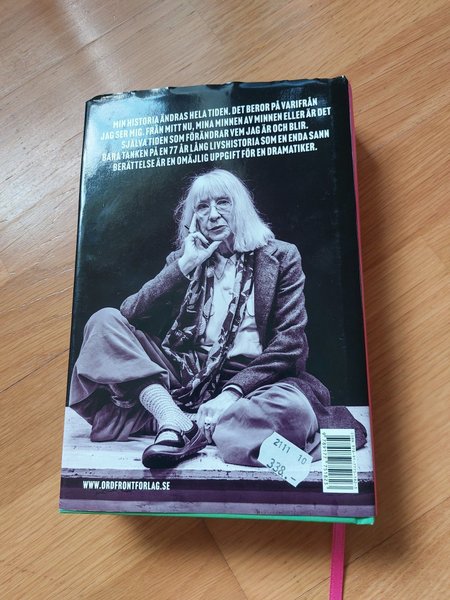 MIN HISTORIA ÄNDRAS HELA TIDEN. DET BEROR PÅ VARIFRÅN
JAG SER MIG. FRÅN MITT NU, MINA MINNEN AV MINNEN ELLER ÄR DET
SJÄLVA TIDEN SOM FÖRÄNDRAR VEM JAG ÄR OCH BLIR.
BARA TANKEN PÅ EN 77 ÅR LÅNG LIVSHISTORIA SOM EN ENDA SANN
BERÄTTELSE ÄR EN OMÖJLIG UPPGIFT FÖR EN DRAMATIKER.
2111 10
338.-
WWW.ORDFRONTFORLAG.SE